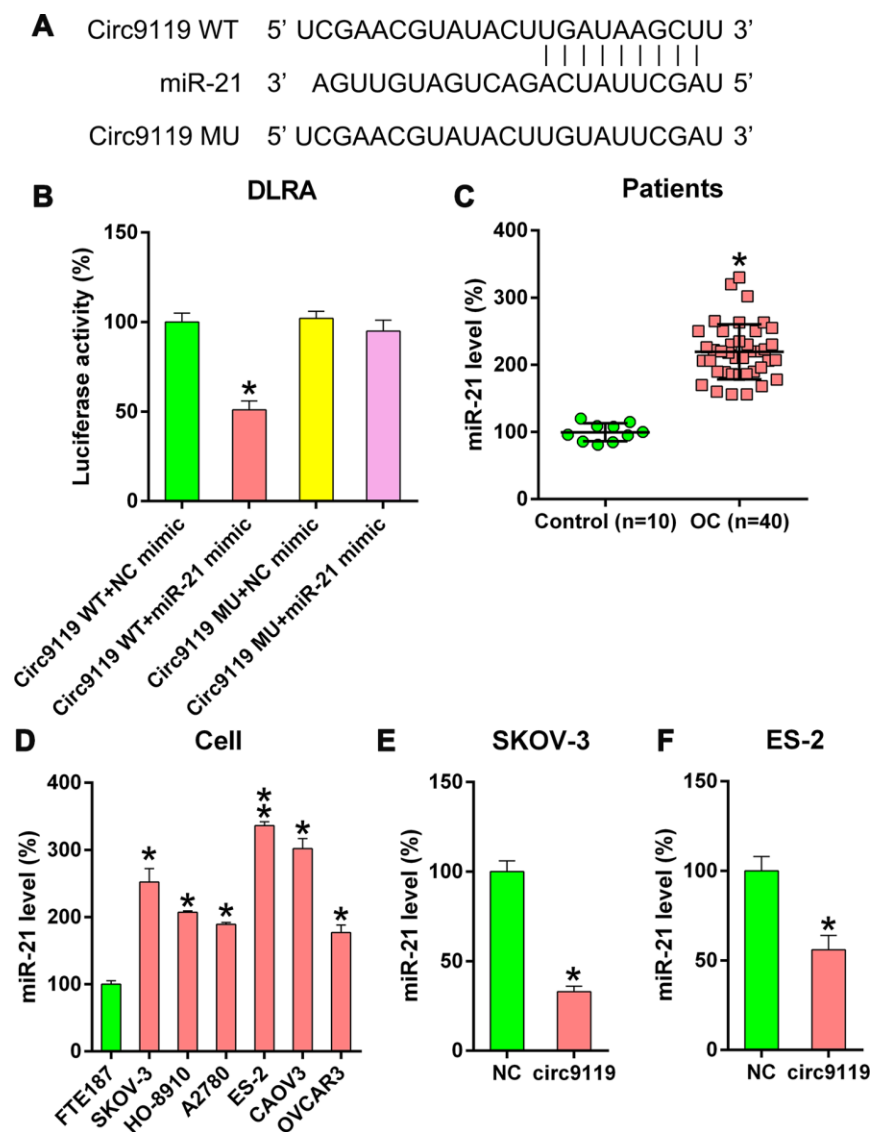 A
Circ9119 WT 5' UCGAACGUAUACUUGAUAAGCUU 3'
miR-21 3' AGUUGUAGUCAGACUAUUCGAU 5'
Circ9119 MU 5' UCGAACGUAUACUUGUAUUCGAU 3'
B
DLRA
Luciferase activity (%)
150
100
50
0
*
Circ9119 WT+NC mimic
Circ9119 WT+miR-21 mimic
Circ9119 MU+NC mimic
Circ9119 MU+miR-21 mimic
C
Patients
miR-21 level (%)
400
300
200
100
0
*
Control (n=10)
OC (n=40)
D
Cell
miR-21 level (%)
400
300
200
100
0
*
*
*
**
*
*
FTE187
SKOV-3
HO-8910
A2780
ES-2
CAOV3
OVCAR3
E
SKOV-3
miR-21 level (%)
150
100
50
0
*
NC circ9119
F
ES-2
miR-21 level (%)
150
100
50
0
*
NC circ9119